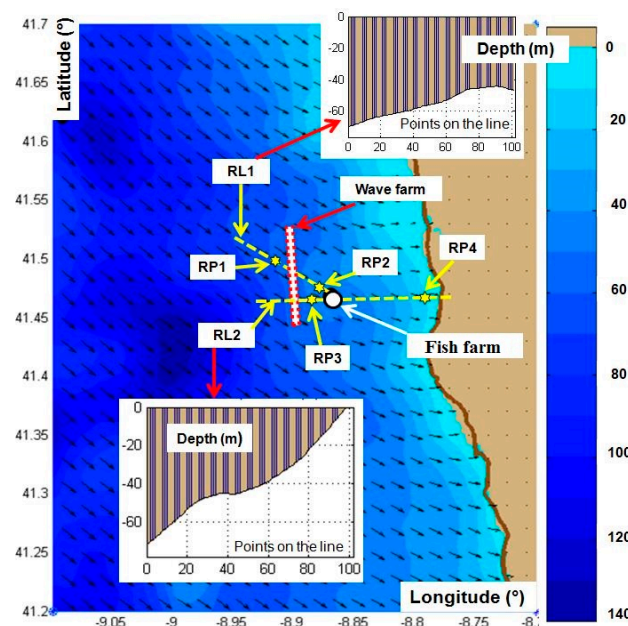 41.7
41.65
41.6
41.55
41.5
41.45
41.4
41.35
41.3
41.25
41.2
Latitude (°)
0
-20
-40
-60
Depth (m)
Points on the line
0 20 40 60 80 100
RL1
Wave farm
RP1
RP2
RP4
RL2
RP3
Fish farm
0
-20
-40
-60
Depth (m)
Points on the line
0 20 40 60 80 100
Longitude (°)
-9.05 -9 -8.95 -8.9 -8.85 -8.8 -8.7
0
20
40
60
80
100
120
140